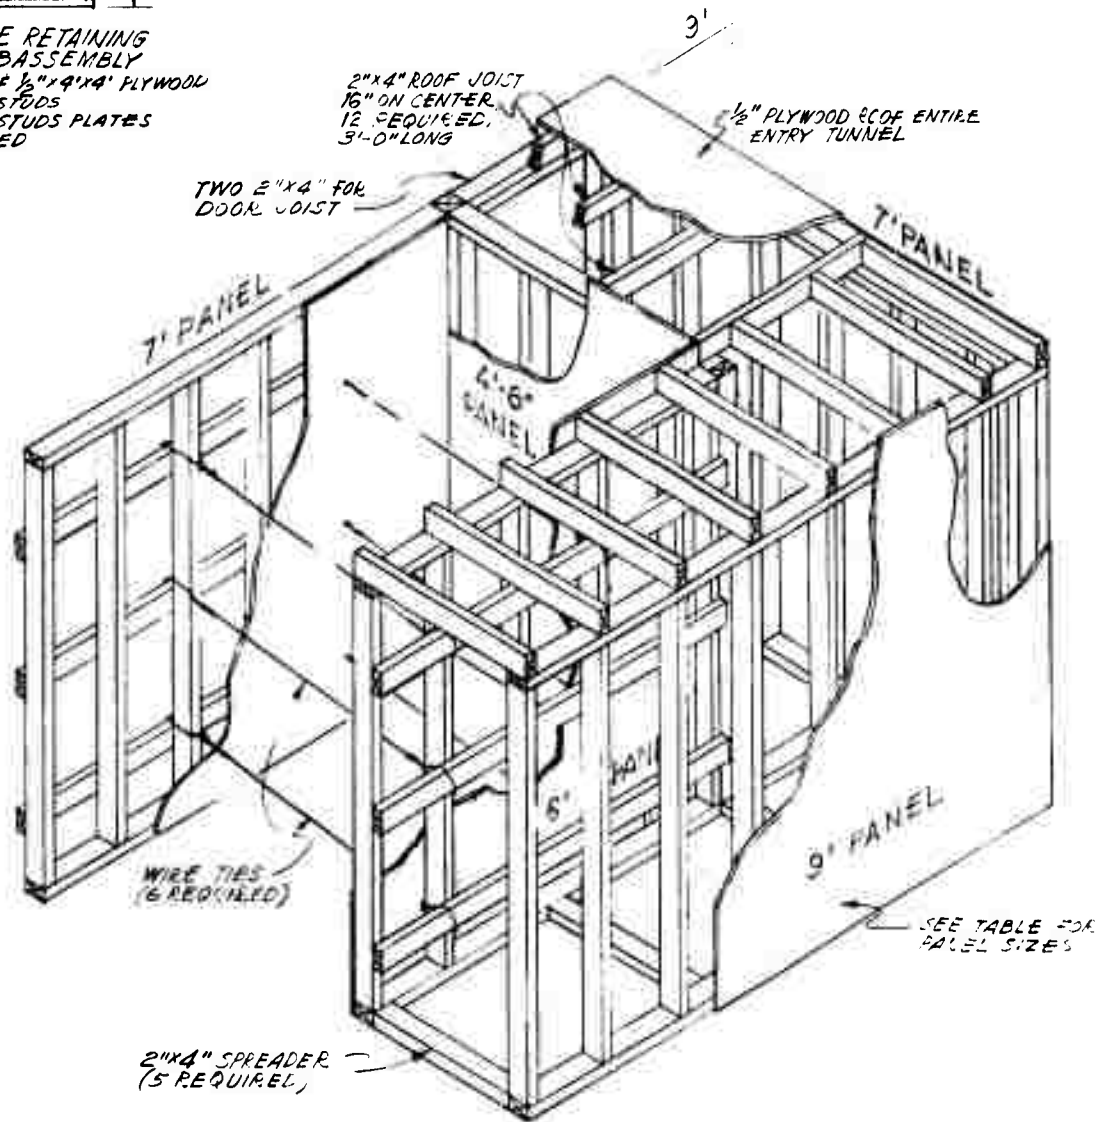 E RETAINING
BASSEMBLY
½"x4'x4' PLYWOOD
STUDS
STUDS PLATES
ED
3'
2"x4" ROOF JOIST
16" ON CENTER
12 REQUIRED,
3'-0" LONG
½" PLYWOOD ROOF ENTIRE
ENTRY TUNNEL
TWO 2"x4" FOR
DOOR JOIST
7' PANEL
7' PANEL
4'-6"
PANEL
6' PANEL
9' PANEL
WIRE TIES
(6 REQUIRED)
SEE TABLE FOR
PANEL SIZES
2"x4" SPREADER
(5 REQUIRED)